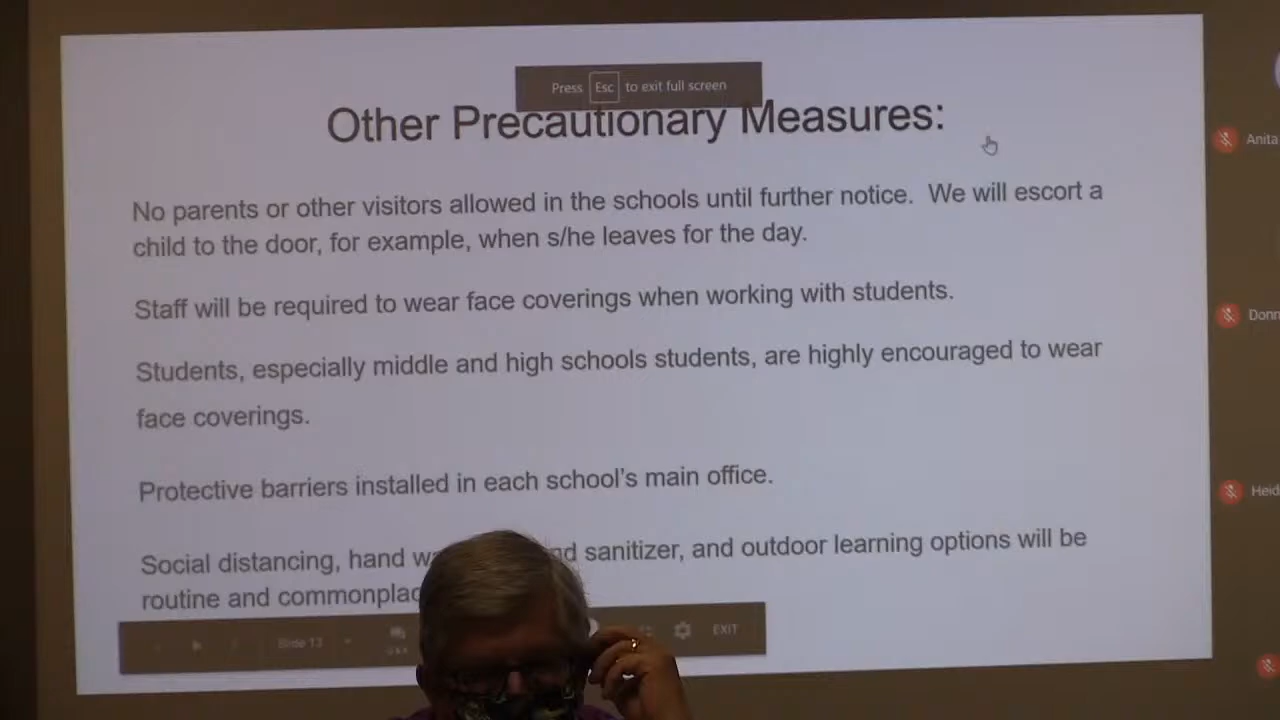 Press Esc to exit full screen
Other Precautionary Measures:
Anita
No parents or other visitors allowed in the schools until further notice. We will escort a
child to the door, for example, when s/he leaves for the day.
Staff will be required to wear face coverings when working with students.
Donn
Students, especially middle and high schools students, are highly encouraged to wear
face coverings.
Protective barriers installed in each school's main office.
Heid
Social distancing, hand sanitizer, and outdoor learning options will be
routine and
Slide 13
EXIT